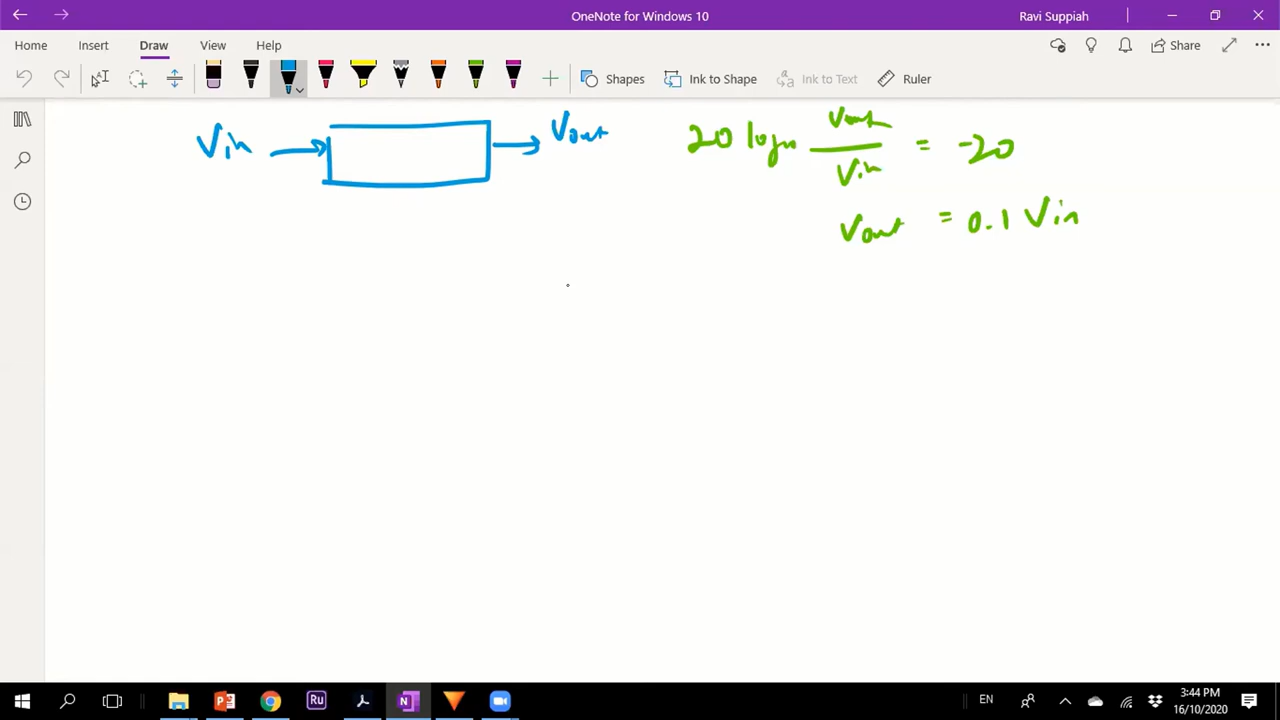 OneNote for Windows 10
Ravi Suppiah
Home Insert Draw View Help
Share
Shapes Ink to Shape Ink to Text Ruler
Vin Vout 20 log10 Vout / Vin = -20
Vout = 0.1 Vin
Ru
EN
3:44 PM
16/10/2020